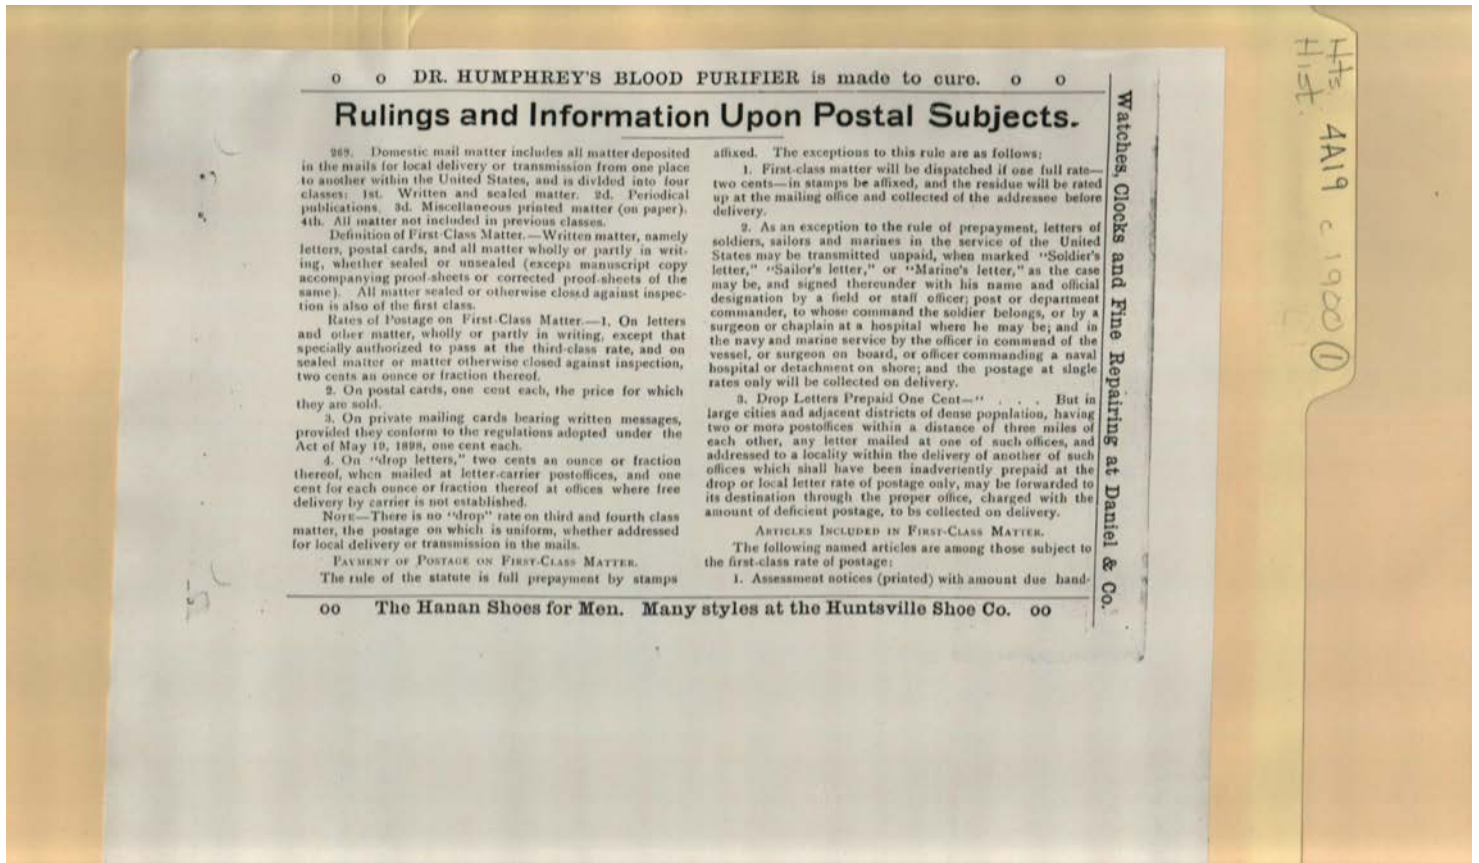 o o DR. HUMPHREY'S BLOOD PURIFIER is made to cure. o o
Rulings and Information Upon Postal Subjects.
269. Domestic mail matter includes all matter deposited
in the mails for local delivery or transmission from one place
to another within the United States, and is divided into four
classes: 1st. Written and sealed matter. 2d. Periodical
publications. 3d. Miscellaneous printed matter (on paper).
4th. All matter not included in previous classes.
Definition of First-Class Matter.—Written matter, namely
letters, postal cards, and all matter wholly or partly in writ-
ing, whether sealed or unsealed (except manuscript copy
accompanying proof-sheets or corrected proof-sheets of the
same). All matter sealed or otherwise closed against inspec-
tion is also of the first class.
Rates of Postage on First-Class Matter.—1. On letters
and other matter, wholly or partly in writing, except that
specially authorized to pass at the third-class rate, and on
sealed matter or matter otherwise closed against inspection,
two cents an ounce or fraction thereof.
2. On postal cards, one cent each, the price for which
they are sold.
3. On private mailing cards bearing written messages,
provided they conform to the regulations adopted under the
Act of May 19, 1898, one cent each.
4. On "drop letters," two cents an ounce or fraction
thereof, when mailed at letter-carrier postoffices, and one
cent for each ounce or fraction thereof at offices where free
delivery by carrier is not established.
NOTE—There is no "drop" rate on third and fourth class
matter, the postage on which is uniform, whether addressed
for local delivery or transmission in the mails.
PAYMENT OF POSTAGE ON FIRST-CLASS MATTER.
The rule of the statute is full prepayment by stamps
affixed. The exceptions to this rule are as follows:
1. First-class matter will be dispatched if one full rate—
two cents—in stamps be affixed, and the residue will be rated
up at the mailing office and collected of the addressee before
delivery.
2. As an exception to the rule of prepayment, letters of
soldiers, sailors and marines in the service of the United
States may be transmitted unpaid, when marked "Soldier's
letter," "Sailor's letter," or "Marine's letter," as the case
may be, and signed thereunder with his name and official
designation by a field or staff officer; post or department
commander, to whose command the soldier belongs, or by a
surgeon or chaplain at a hospital where he may be; and in
the navy and marine service by the officer in commend of the
vessel, or surgeon on board, or officer commanding a naval
hospital or detachment on shore; and the postage at single
rates only will be collected on delivery.
3. Drop Letters Prepaid One Cent—" . . . . But in
large cities and adjacent districts of dense population, having
two or more postoffices within a distance of three miles of
each other, any letter mailed at one of such offices, and
addressed to a locality within the delivery of another of such
offices which shall have been inadvertently prepaid at the
drop or local letter rate of postage only, may be forwarded to
its destination through the proper office, charged with the
amount of deficient postage, to be collected on delivery.
ARTICLES INCLUDED IN FIRST-CLASS MATTER.
The following named articles are among those subject to
the first-class rate of postage:
1. Assessment notices (printed) with amount due hand-
oo The Hanan Shoes for Men. Many styles at the Huntsville Shoe Co. oo
Watches, Clocks and Fine Repairing at Daniel & Co.
Hts 4A19 c 1900 1
Hist.